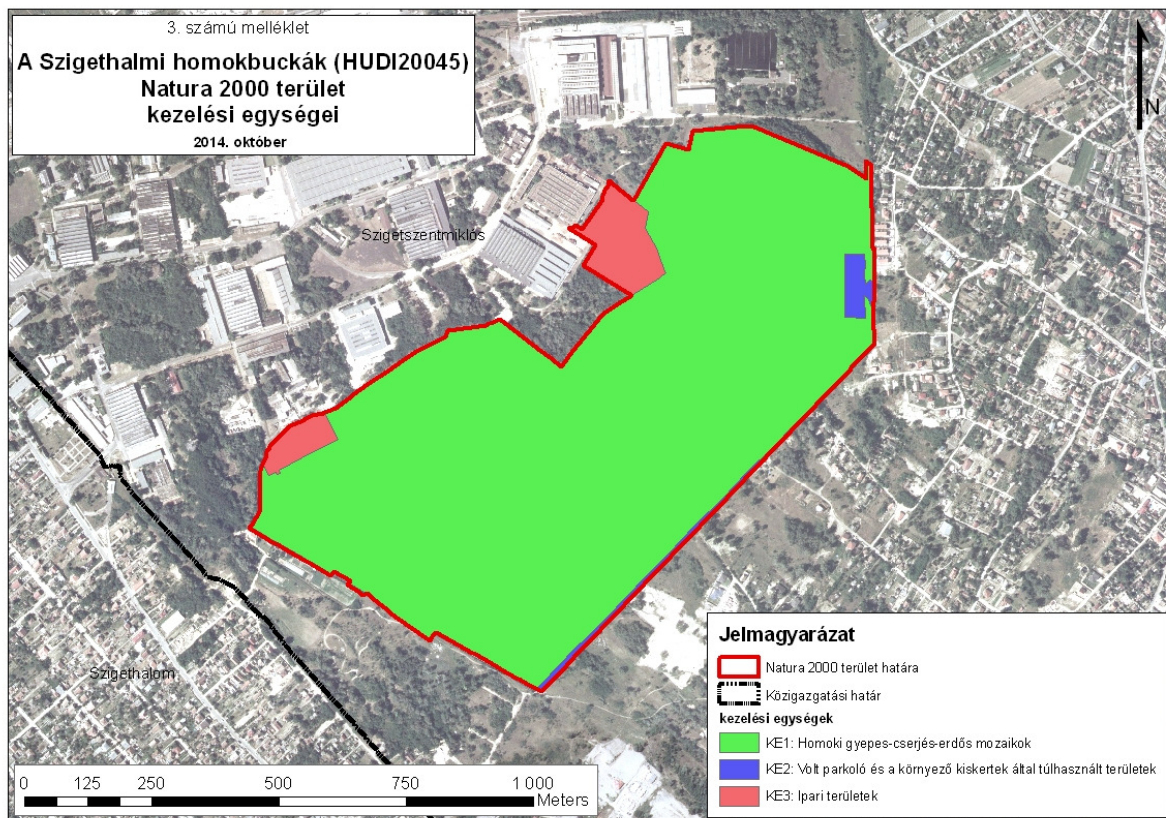 3. számú melléklet
A Szigethalmi homokbuckák (HUDI20045)
Natura 2000 terület
kezelési egységei
2014. október
N
Szigetszentmiklós
Szigethalom
Jelmagyarázat
Natura 2000 terület határa
Közigazgatási határ
kezelési egységek
KE1: Homoki gyepes-cserjés-erdős mozaikok
KE2: Volt parkoló és a környező kiskertek által túlhasznált területek
KE3: Ipari területek
0 125 250 500 750 1 000
Meters